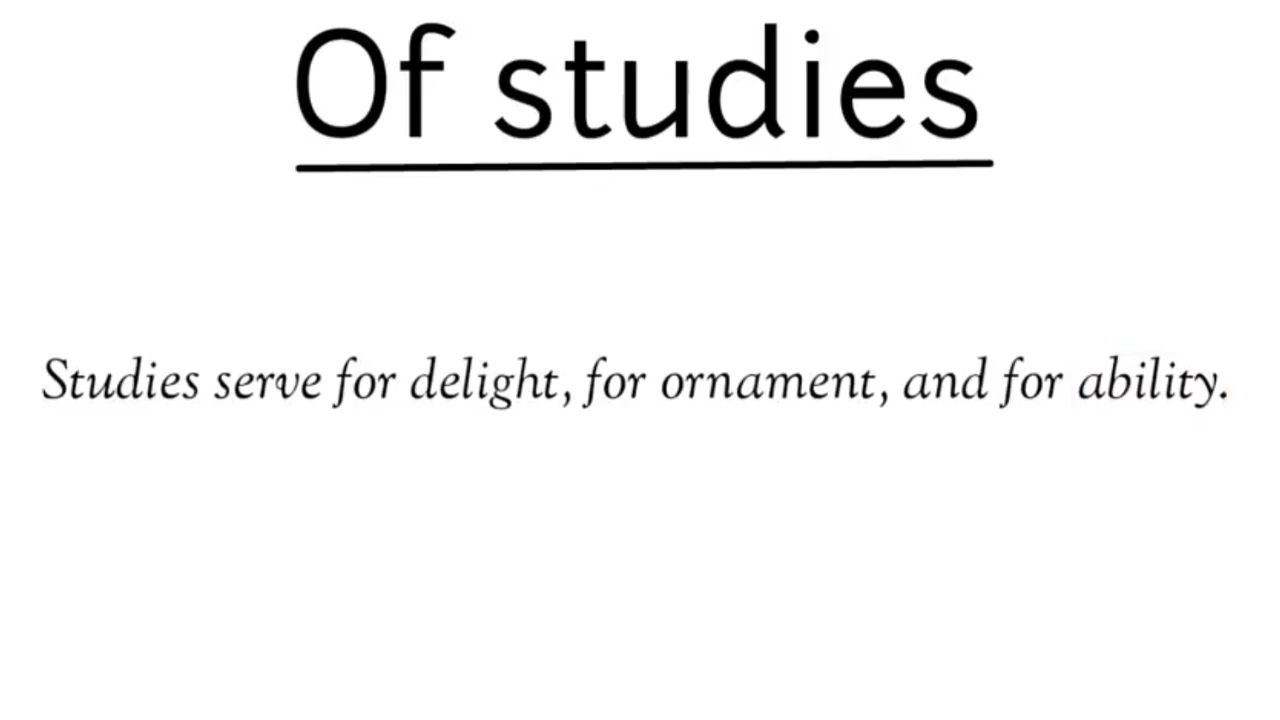 Of studies
Studies serve for delight, for ornament, and for ability.